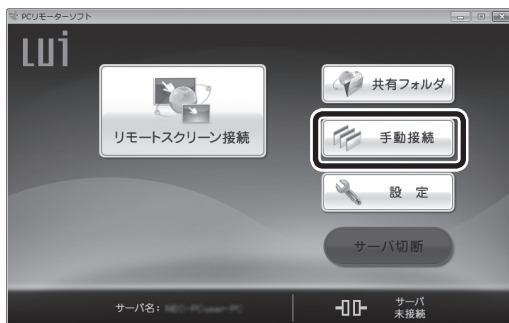 PCリモーターソフト
Lui
リモートスクリーン接続
共有フォルダ
手動接続
設 定
サーバ切断
サーバ名：
サーバ
未接続